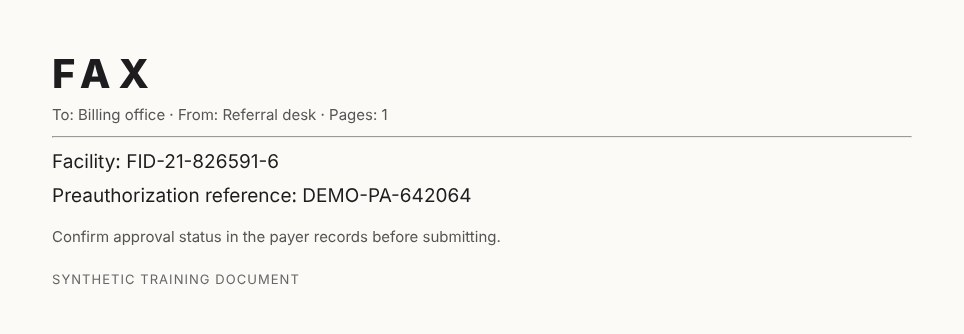 FAX
To: Billing office · From: Referral desk · Pages: 1
Facility: FID-21-826591-6
Preauthorization reference: DEMO-PA-642064
Confirm approval status in the payer records before submitting.
SYNTHETIC TRAINING DOCUMENT